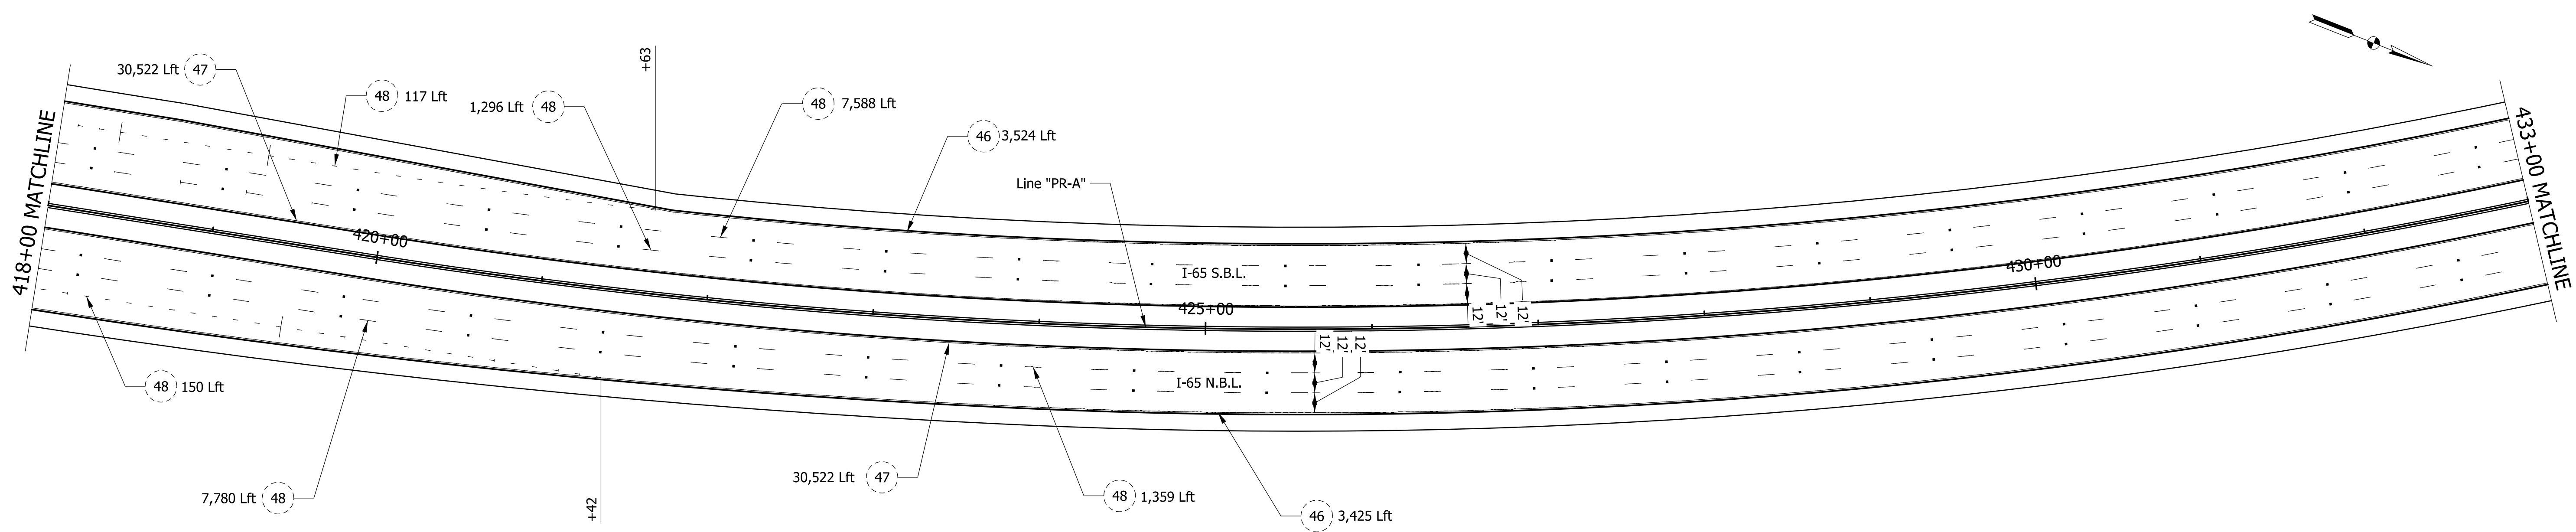 +63
30,522 Lft 47
48 117 Lft
1,296 Lft 48
48 7,588 Lft
46 3,524 Lft
418+00 MATCHLINE
433+00 MATCHLINE
Line "PR-A"
420+00
425+00
430+00
I-65 S.B.L.
12'
12'
12'
12'
12'
12'
I-65 N.B.L.
48 150 Lft
7,780 Lft 48
+42
30,522 Lft 47
48 1,359 Lft
46 3,425 Lft